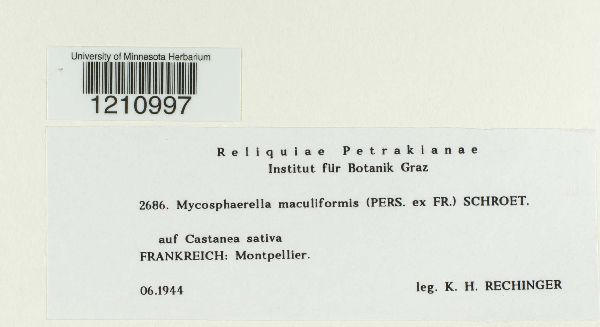 University of Minnesota Herbarium
1210997
Reliquiae Petrakianae
Institut für Botanik Graz
2686. Mycosphaerella maculiformis (PERS. ex FR.) SCHROET.
auf Castanea sativa
FRANKREICH: Montpellier.
06.1944
leg. K. H. RECHINGER